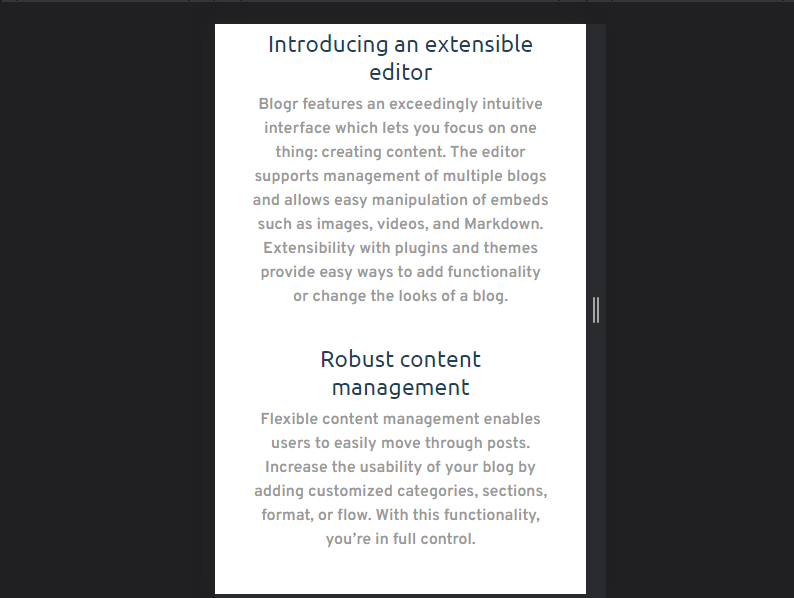 Introducing an extensible
editor
Blogr features an exceedingly intuitive
interface which lets you focus on one
thing: creating content. The editor
supports management of multiple blogs
and allows easy manipulation of embeds
such as images, videos, and Markdown.
Extensibility with plugins and themes
provide easy ways to add functionality
or change the looks of a blog.
Robust content
management
Flexible content management enables
users to easily move through posts.
Increase the usability of your blog by
adding customized categories, sections,
format, or flow. With this functionality,
you’re in full control.